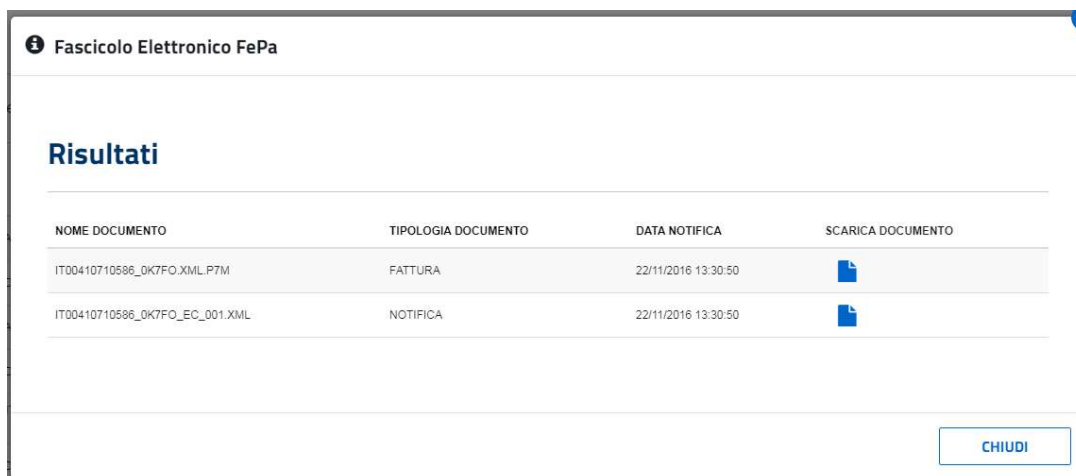 Fascicolo Elettronico FePa
Risultati
NOME DOCUMENTO TIPOLOGIA DOCUMENTO DATA NOTIFICA SCARICA DOCUMENTO
IT00410710586_0K7FO.XML.P7M FATTURA 22/11/2016 13:30:50
IT00410710586_0K7FO_EC_001.XML NOTIFICA 22/11/2016 13:30:50
CHIUDI